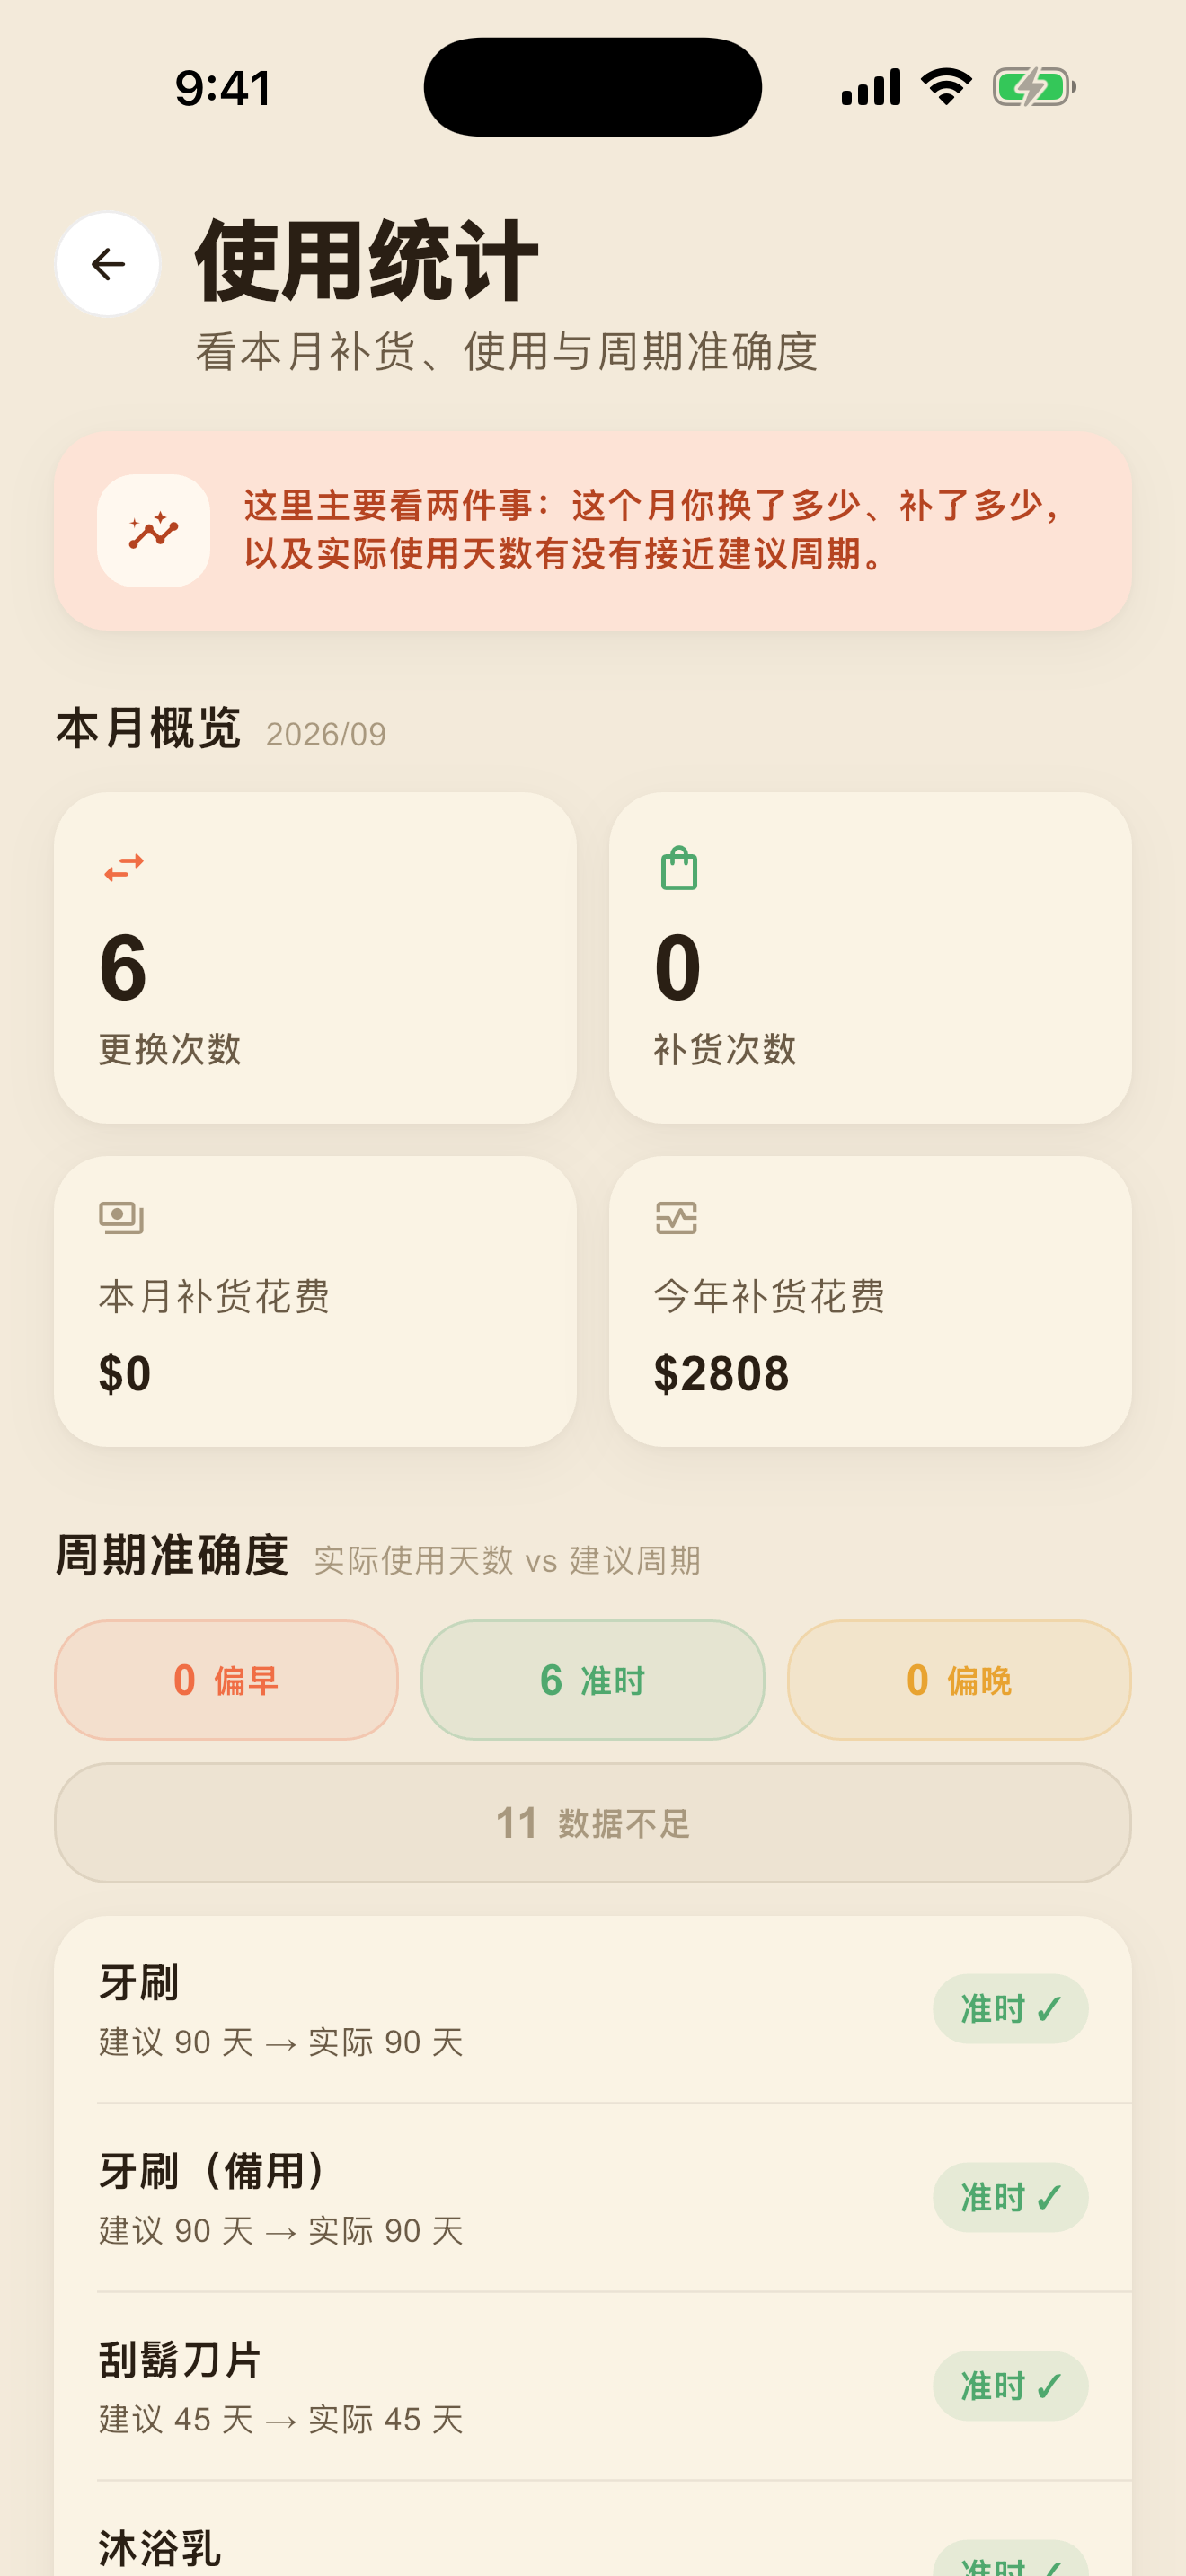 9:41
使用统计
看本月补货、使用与周期准确度
这里主要看两件事：这个月你换了多少、补了多少，
以及实际使用天数有没有接近建议周期。
本月概览 2026/09
6
更换次数
0
补货次数
本月补货花费
$0
今年补货花费
$2808
周期准确度 实际使用天数 vs 建议周期
0 偏早
6 准时
0 偏晚
11 数据不足
牙刷
建议 90 天 → 实际 90 天
准时 ✓
牙刷（備用）
建议 90 天 → 实际 90 天
准时 ✓
刮鬍刀片
建议 45 天 → 实际 45 天
准时 ✓
沐浴乳
准时 ✓